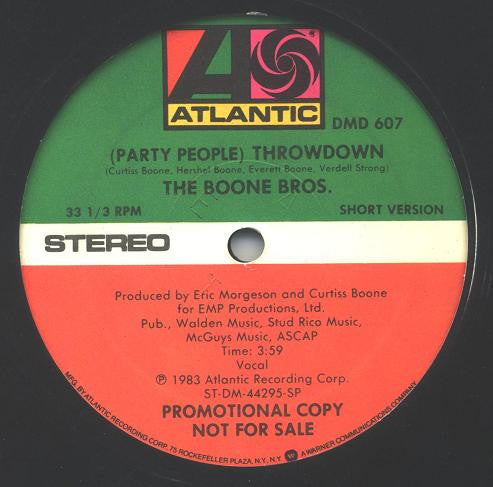 ATLANTIC
DMD 607
(PARTY PEOPLE) THROWDOWN
(Curtiss Boone, Hershel Boone, Everett Boone, Verdell Strong)
THE BOONE BROS.
33 1/3 RPM SHORT VERSION
STEREO
Produced by Eric Morgeson and Curtiss Boone
for EMP Productions, Ltd.
Pub., Walden Music, Stud Rico Music,
McGuys Music, ASCAP
Time: 3:59
Vocal
℗ 1983 Atlantic Recording Corp.
ST-DM-44295-SP
PROMOTIONAL COPY
NOT FOR SALE
MFG. BY ATLANTIC RECORDING CORP. 75 ROCKEFELLER PLAZA, N.Y., N.Y. A WARNER COMMUNICATIONS COMPANY